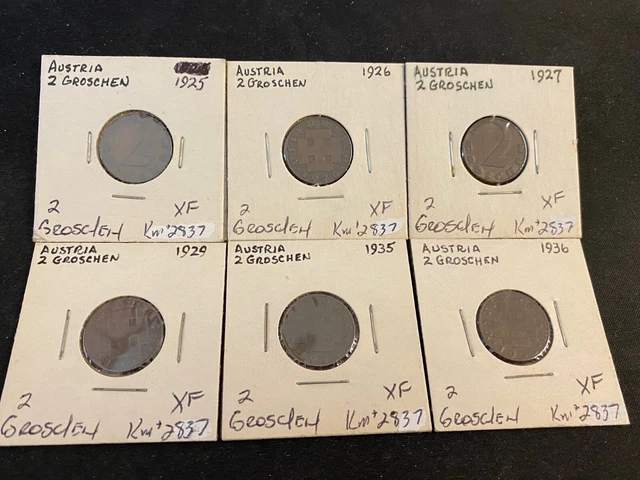 AUSTRIA
2 GROSCHEN 1925
2 XF
GROSCHEN Km#2837
AUSTRIA 1926
2 GROSCHEN
2 XF
GROSCHEN Km#2837
AUSTRIA 1927
2 GROSCHEN
2
2 XF
GROSCHEN Km#2837
AUSTRIA 1929
2 GROSCHEN
2 XF
GROSCHEN Km#2837
AUSTRIA 1935
2 GROSCHEN
2 XF
GROSCHEN Km#2837
AUSTRIA 1936
2 GROSCHEN
2 XF
GROSCHEN Km#2837